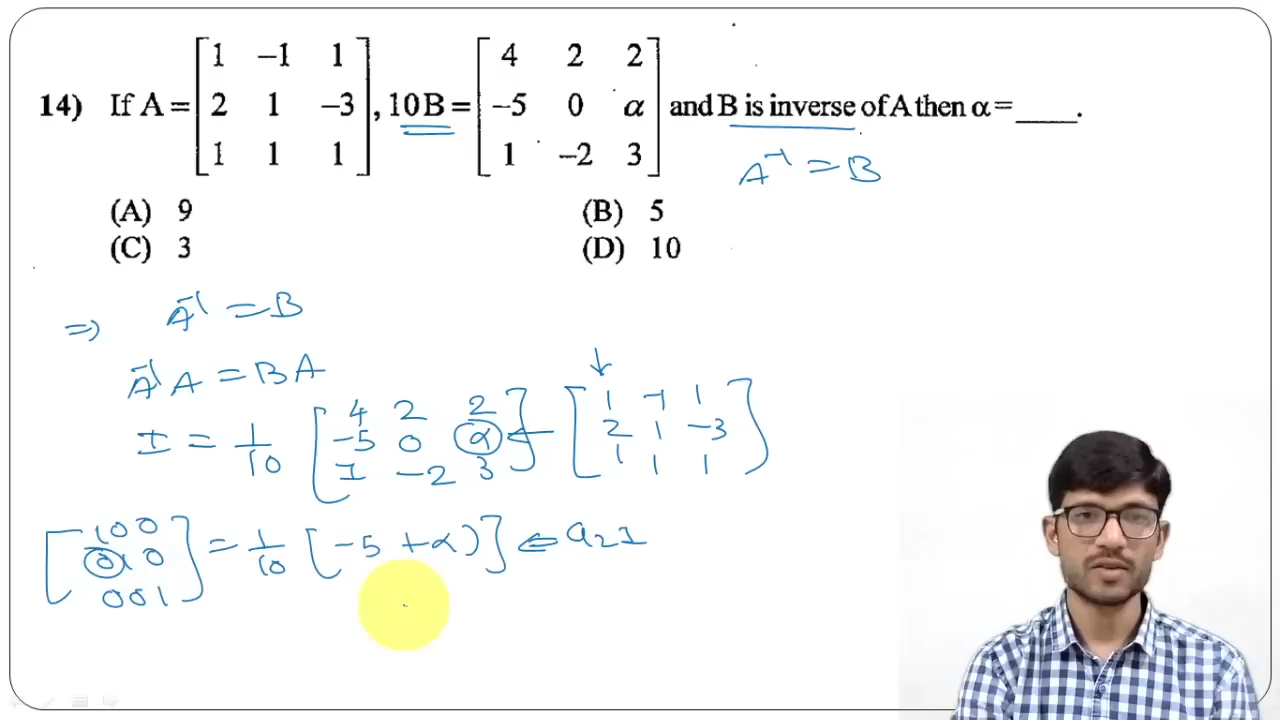 14) If A = [1 −1 1; 2 1 −3; 1 1 1], 10B = [4 2 2; −5 0 α; 1 −2 3] and B is inverse of A then α = ____.
A⁻¹ = B
(A) 9 (B) 5
(C) 3 (D) 10
⇒ A⁻¹ = B
A⁻¹A = BA
I = 1/10 [4 2 2; −5 0 α; 1 −2 3] [1 −1 1; 2 1 −3; 1 1 1]
[1 0 0; 0 1 0; 0 0 1] = 1/10 [−5 + α)] ⇐ a21